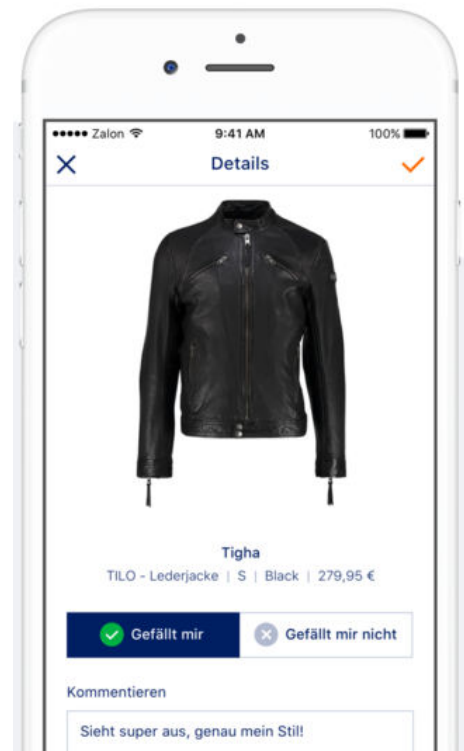 Zalon 9:41 AM 100%
Details
Tigha
TILO - Lederjacke | S | Black | 279,95 €
Gefällt mir Gefällt mir nicht
Kommentieren
Sieht super aus, genau mein Stil!